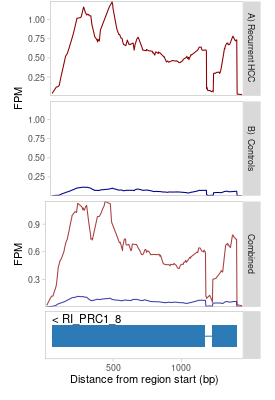 1.00
0.75
0.50
0.25
FPM
A) Recurrent HCC
1.00
0.75
0.50
0.25
B) Controls
0.9
0.6
0.3
FPM
Combined
< RI_PRC1_8
500
1000
Distance from region start (bp)